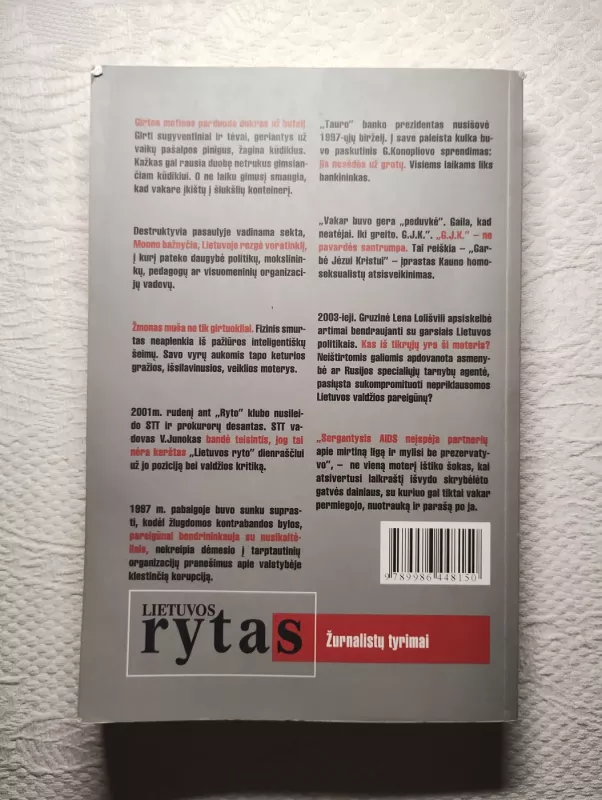 Girtos motinos parduoda dukras už butelį.
Girti sugyventiniai ir tėvai, geriantys už
vaikų pašalpos pinigus, žagina kūdikius.
Kažkas gal rausia duobę netrukus gimsian-
čiam kūdikiui. O ne laiku gimusį smaugia,
kad vakare įkištų į šiukšlių konteinerį.
Destruktyvia pasaulyje vadinama sekta,
Moono bažnyčia, Lietuvoje rezgė voratinklį,
į kurį pateko daugybė politikų, mokslinin-
kų, pedagogų ar visuomeninių organizaci-
jų vadovų.
Žmonas muša ne tik girtuokliai. Fizinis smur-
tas neaplenkia iš pažiūros inteligentiškų
šeimų. Savo vyrų aukomis tapo keturios
gražios, išsilavinusios, veiklios moterys.
2001m. rudenį ant „Ryto" klubo nusilei-
do STT ir prokurorų desantas. STT va-
dovas V.Junokas bandė teisintis, jog tai
nėra kerštas „Lietuvos ryto" dienraščiui
už jo poziciją bei valdžios kritiką.
1997 m. pabaigoje buvo sunku supras-
ti, kodėl žlugdomos kontrabandos bylos,
pareigūnai bendrininkauja su nusikaltė-
liais, nekreipia dėmesio į tarptautinių
organizacijų pranešimus apie valstybėje
klestinčią korupciją.
„Tauro" banko prezidentas nusišovė
1997-ųjų birželį. Į save paleista kulka bu-
vo paskutinis G.Konopliovo sprendimas:
jis nesėdės už grotų. Visiems laikams liks
bankininkas.
„Vakar buvo gera „peduvkė". Gaila, kad
neatėjai. Iki greito. G.J.K.". „G.J.K." – ne
pavardės santrumpa. Tai reiškia – „Gar-
bė Jėzui Kristui" – įprastas Kauno homo-
seksualistų atsisveikinimas.
2003-ieji. Gruzinė Lena Lolišvili apsiskelbė
artimai bendraujanti su garsiais Lietuvos
politikais. Kas iš tikrųjų yra ši moteris?
Neištirtomis galiomis apdovanota asmeny-
bė ar Rusijos specialiųjų tarnybų agentė,
pasiųsta sukompromituoti nepriklausomos
Lietuvos valdžios pareigūnų?
„Sergantysis AIDS neįspėja partnerių
apie mirtiną ligą ir mylisi be prezervaty-
vo", – ne vieną moterį ištiko šokas, kai
atsivertusi laikraštį išvydo skrybėlėto
gatvės dainiaus, su kuriuo gal tiktai vakar
permiegojo, nuotrauką ir parašą po ja.
9 789986 448150
LIETUVOS
rytas
Žurnalistų tyrimai